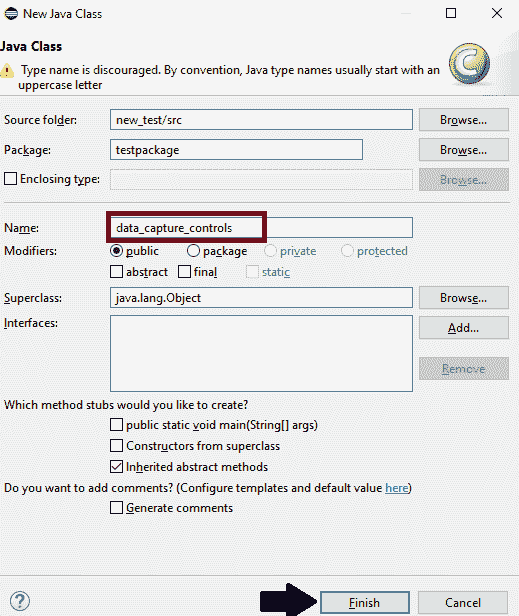 New Java Class
Java Class
Type name is discouraged. By convention, Java type names usually start with an
uppercase letter
Source folder: new_test/src Browse...
Package: testpackage Browse...
Enclosing type: Browse...
Name: data_capture_controls
Modifiers: public package private protected
abstract final static
Superclass: java.lang.Object Browse...
Interfaces: Add...
Remove
Which method stubs would you like to create?
public static void main(String[] args)
Constructors from superclass
Inherited abstract methods
Do you want to add comments? (Configure templates and default value here)
Generate comments
? Finish Cancel